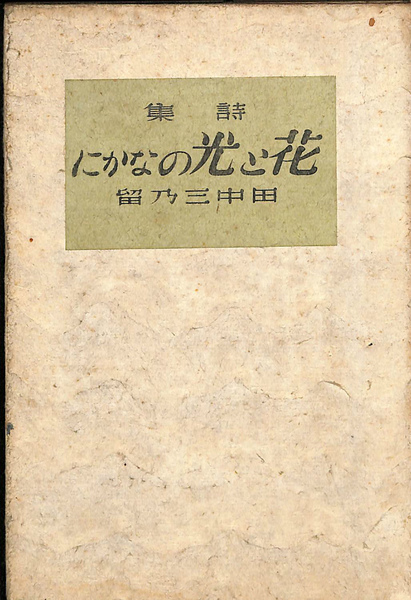 詩集
花と光のなかに
田中三乃留